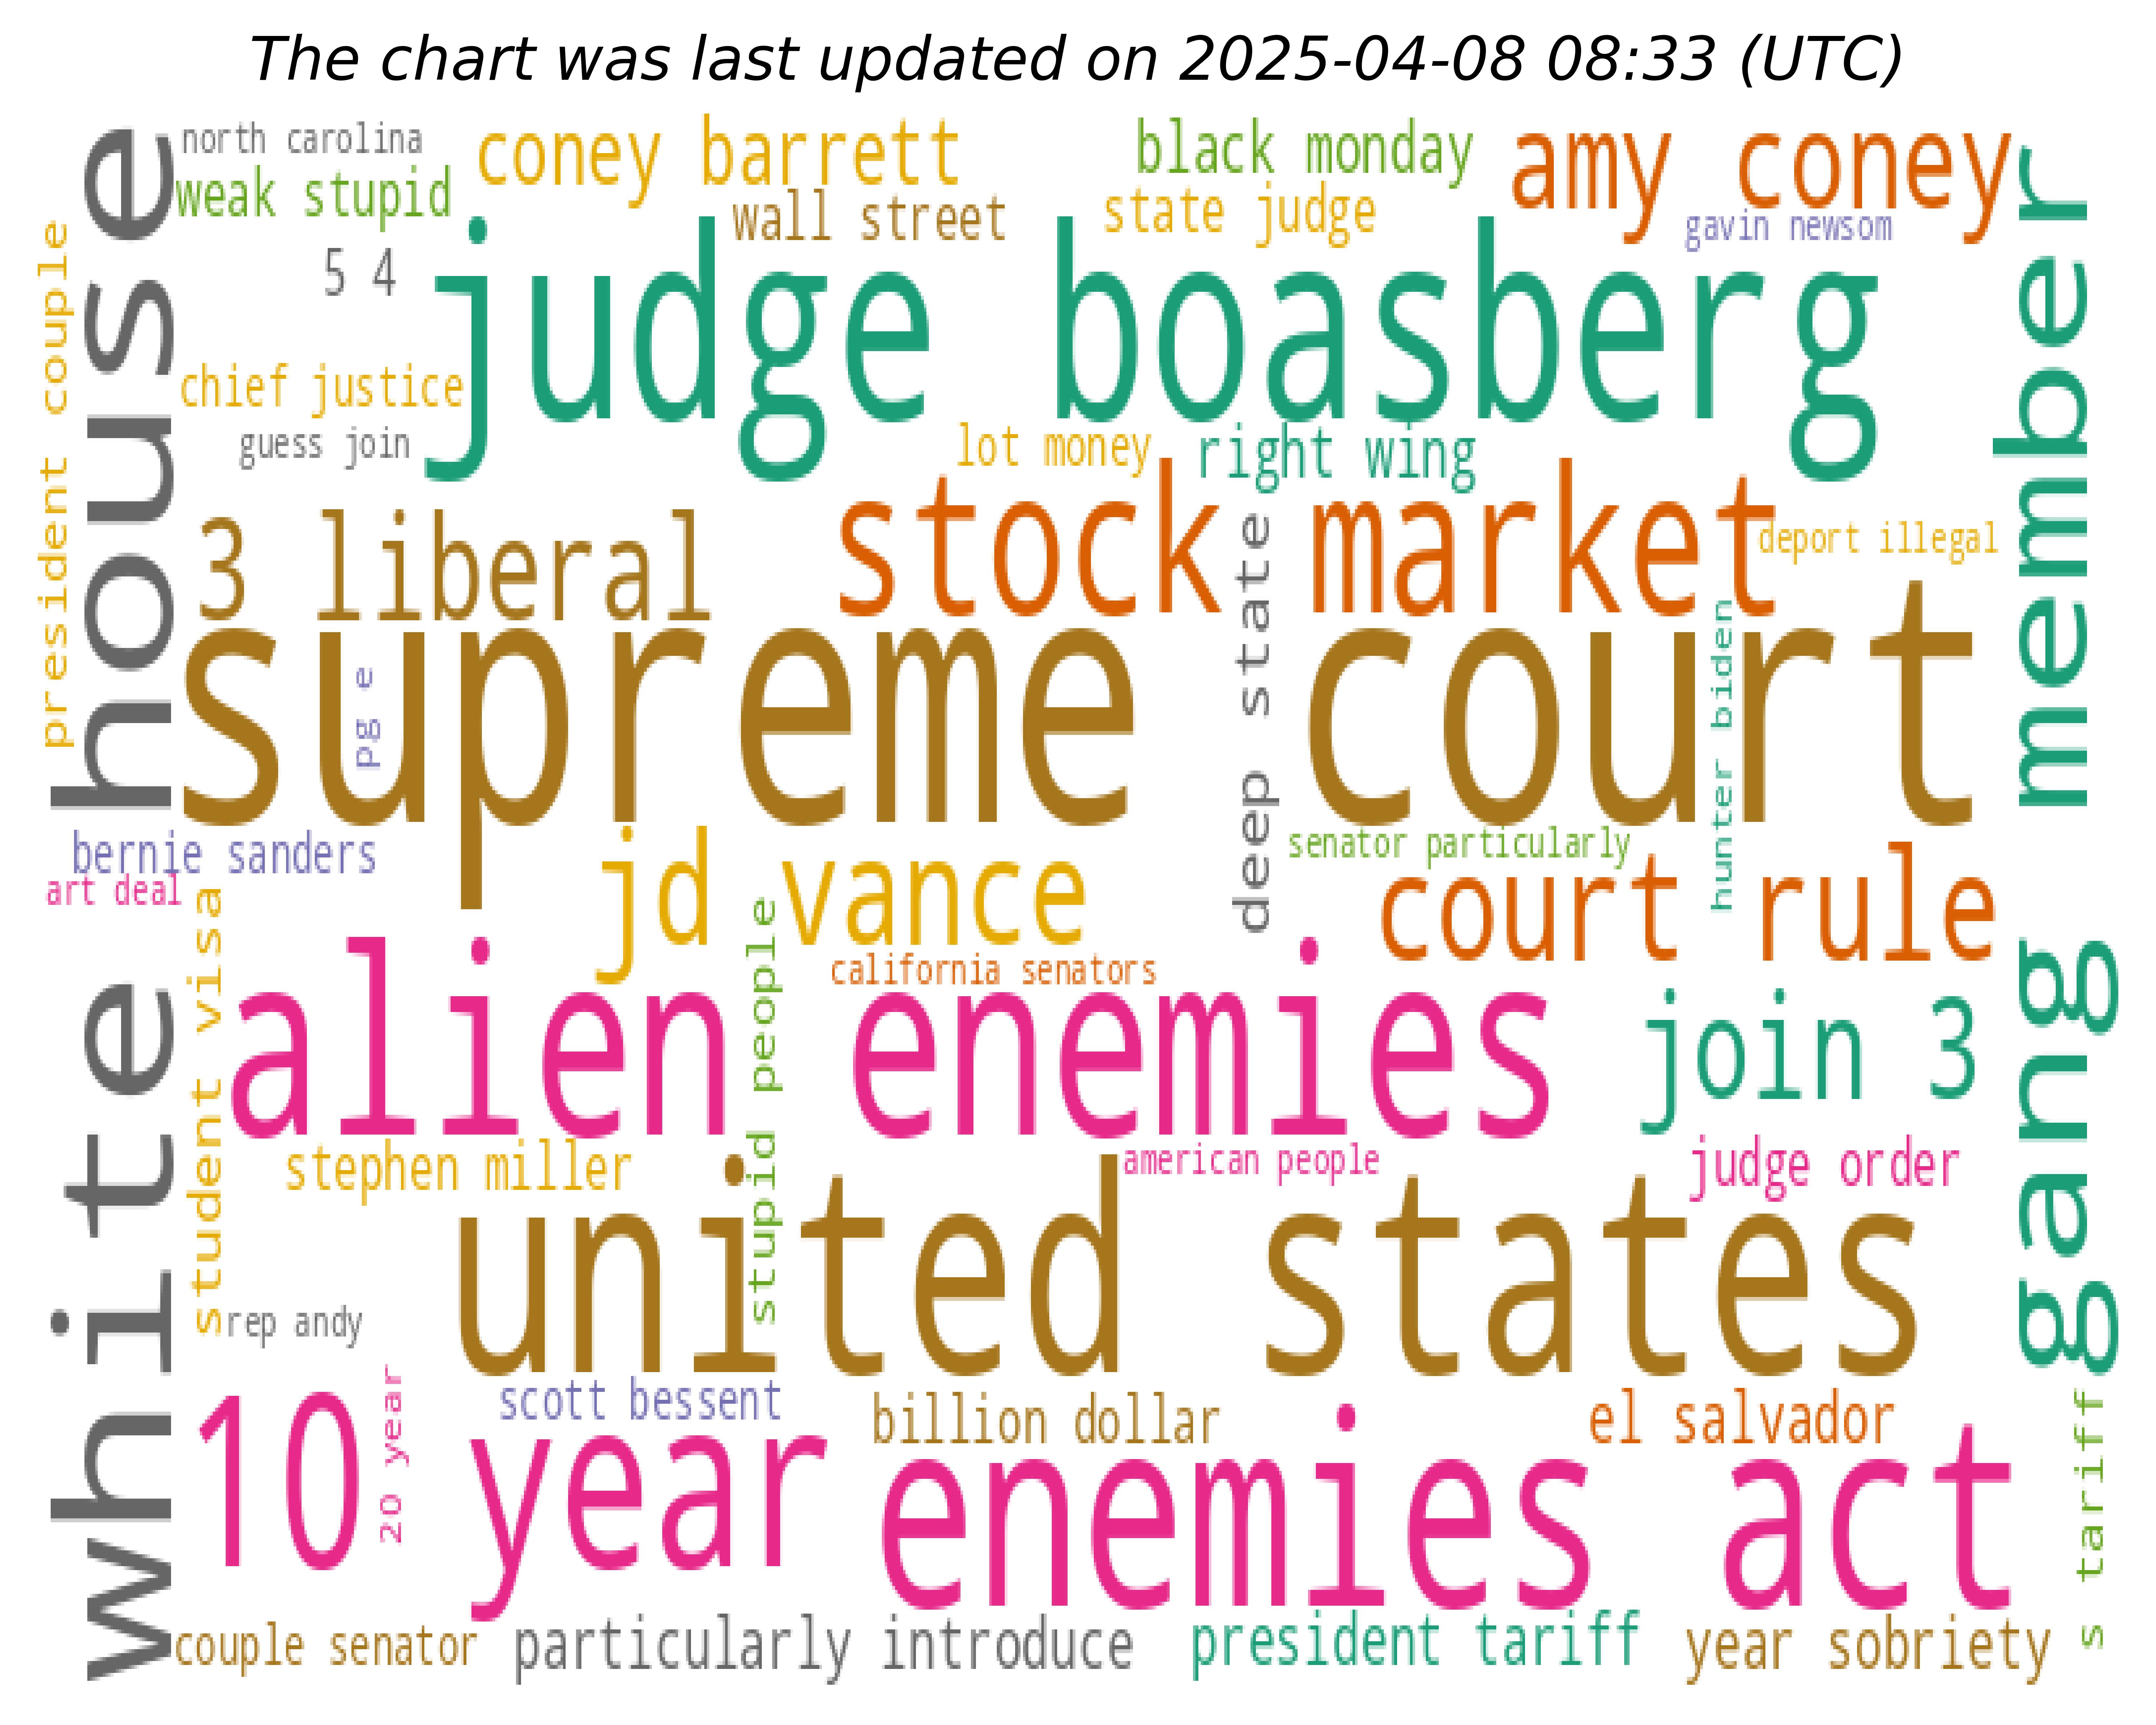 The chart was last updated on 2025-04-08 08:33 (UTC)
north carolina
coney barrett
black monday
amy coney
weak stupid
wall street
state judge
gavin newsom
5 4
judge boasberg
chief justice
guess join
lot money
right wing
president couple
white house
gang member
3 liberal
stock market
deport illegal
deep state
supreme court
pg e
hunter biden
bernie sanders
art deal
jd vance
senator particularly
court rule
student visa
stupid people
california senators
alien enemies
join 3
stephen miller
american people
judge order
united states
rep andy
10 year
20 year
scott bessent
billion dollar
el salvador
enemies act
s tariff
couple senator
particularly introduce
president tariff
year sobriety